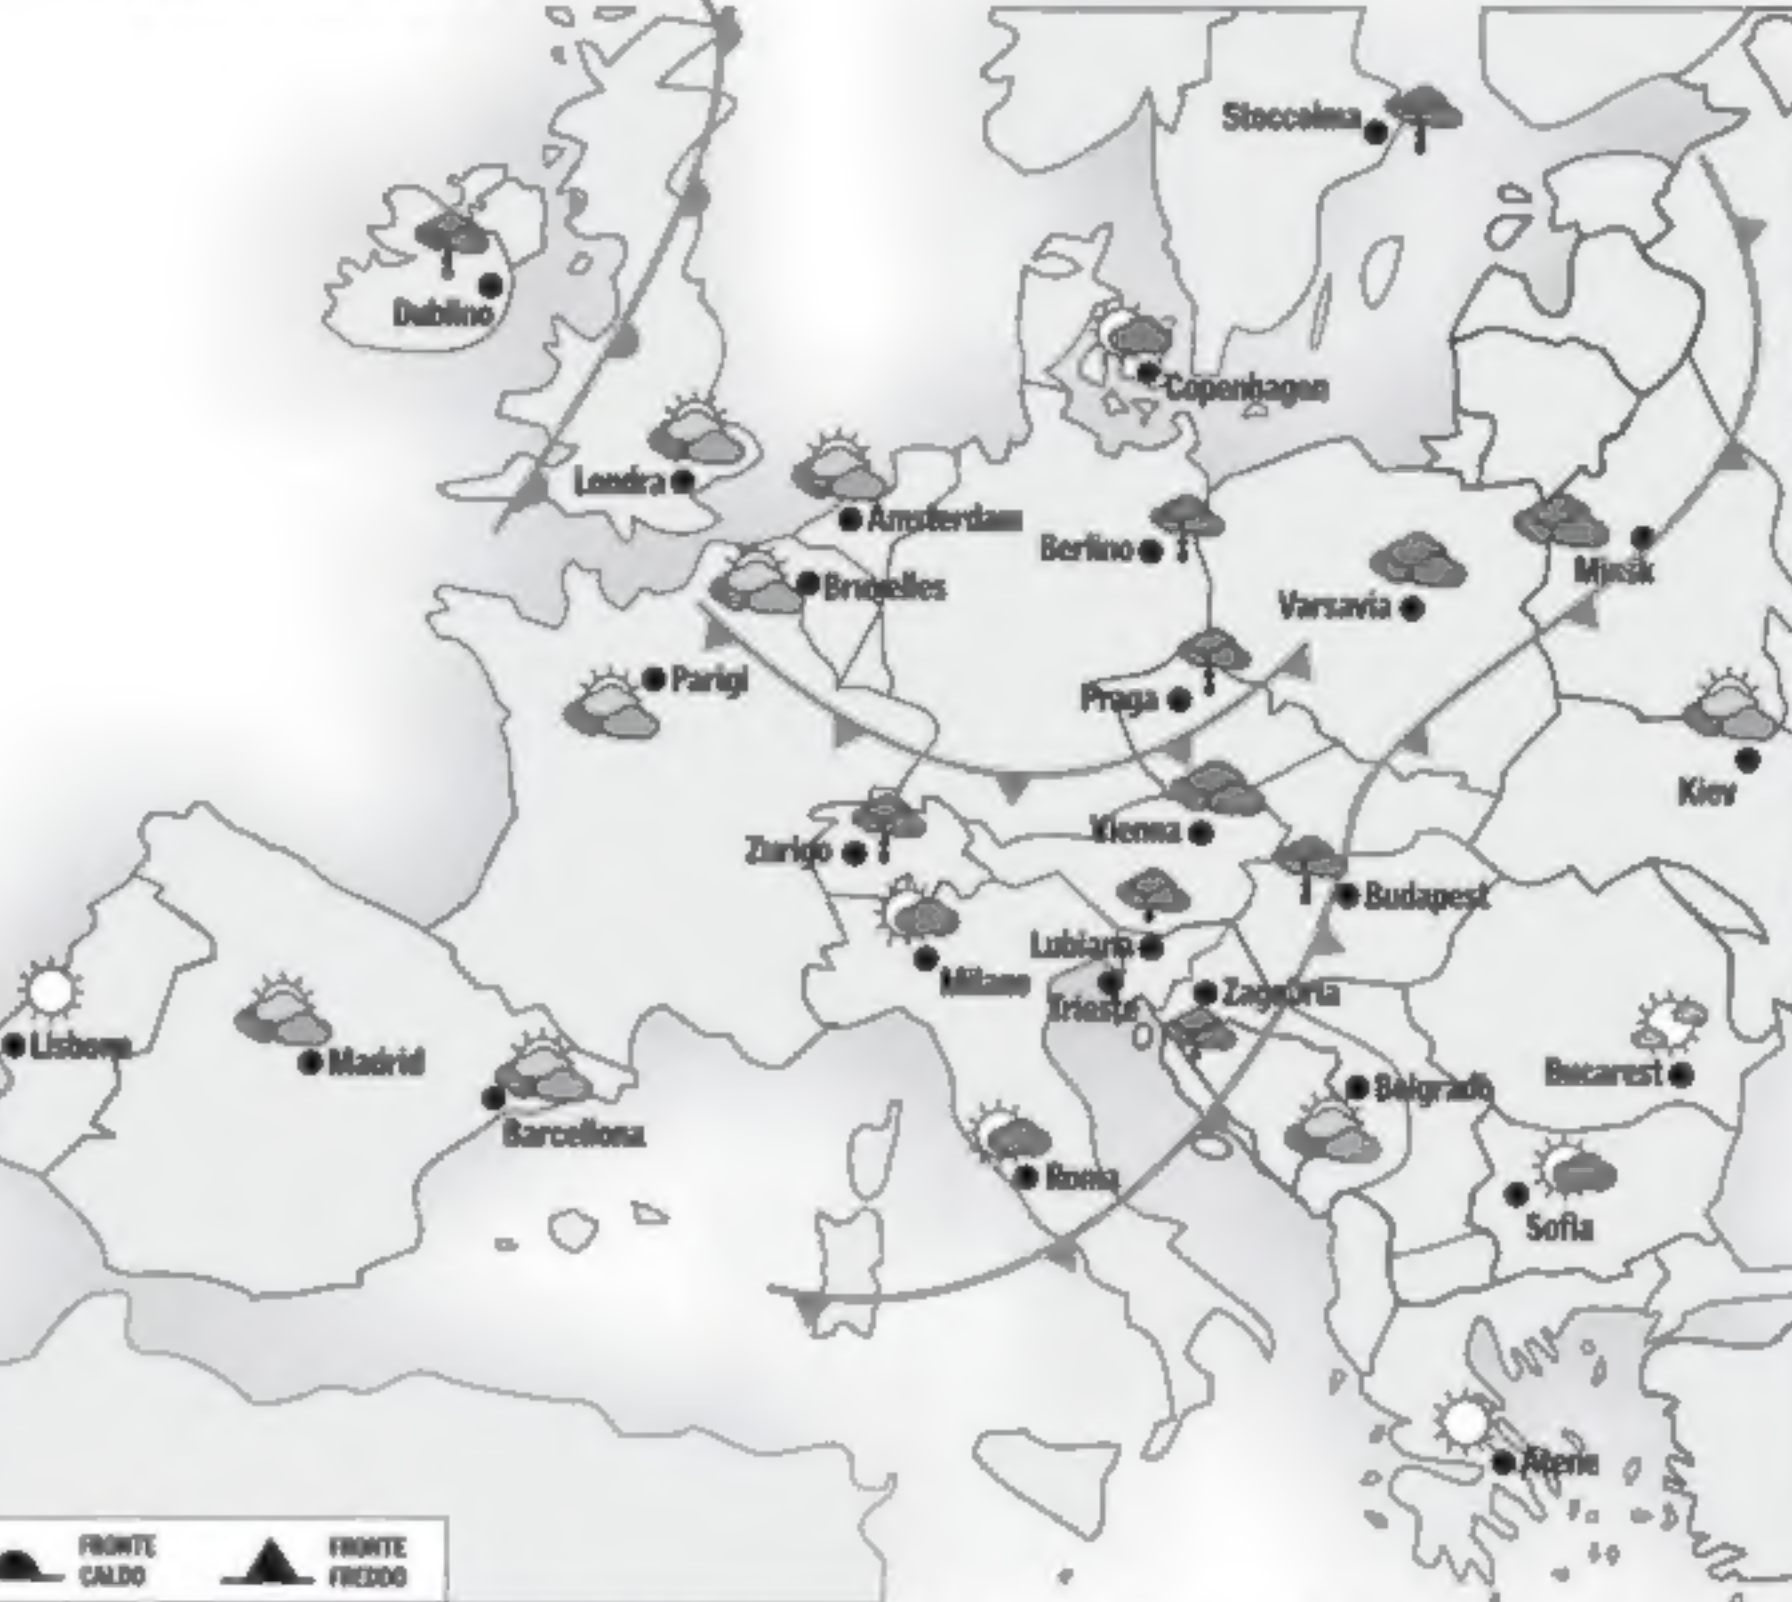 Stoccolma
Dublino
Copenhagen
Londra
Amsterdam
Berlino
Bruxelles
Minsk
Varsavia
Parigi
Praga
Kiev
Vienna
Zurigo
Budapest
Lubiana
Milano
Zagabria
Trieste
Lisbona
Madrid
Bucarest
Belgrado
Barcellona
Roma
Sofia
Atene
FRONTE
CALDO
FRONTE
FREDDO